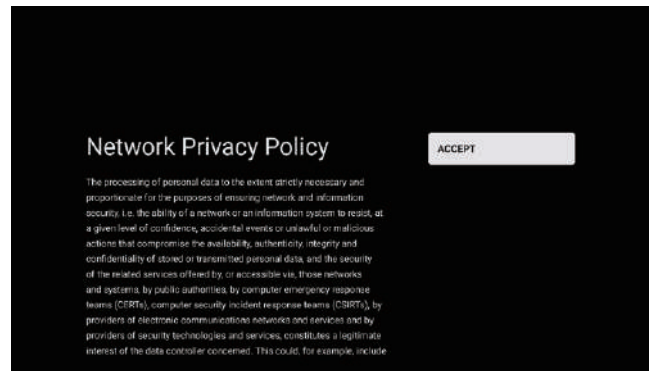 Network Privacy Policy
ACCEPT
The processing of personal data to the extent strictly necessary and
proportionate for the purposes of ensuring network and information
security, i.e. the ability of a network or an information system to resist, at
a given level of confidence, accidental events or unlawful or malicious
actions that compromise the availability, authenticity, integrity and
confidentiality of stored or transmitted personal data, and the security
of the related services offered by, or accessible via, those networks
and systems, by public authorities, by computer emergency response
teams (CERTs), computer security incident response teams (CSIRTs), by
providers of electronic communications networks and services and by
providers of security technologies and services, constitutes a legitimate
interest of the data controller concerned. This could, for example, include